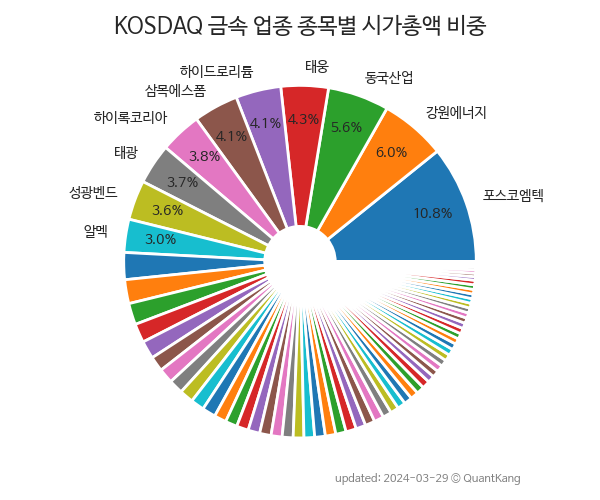 KOSDAQ 금속 업종 종목별 시가총액 비중
포스코엠텍
10.8%
강원에너지
6.0%
동국산업
5.6%
태웅
4.3%
하이드로리튬
4.1%
삼목에스폼
4.1%
하이록코리아
3.8%
태광
3.7%
성광벤드
3.6%
알멕
3.0%
updated: 2024-03-29 © QuantKang